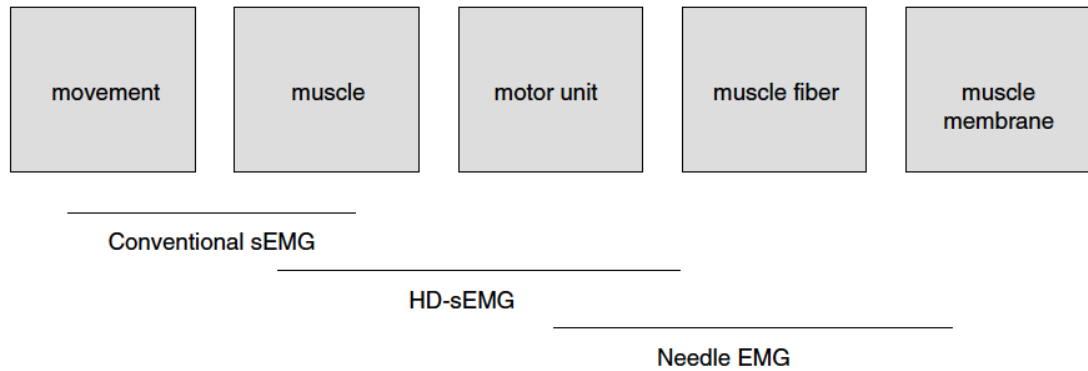 movement
muscle
motor unit
muscle fiber
muscle
membrane
Conventional sEMG
HD-sEMG
Needle EMG